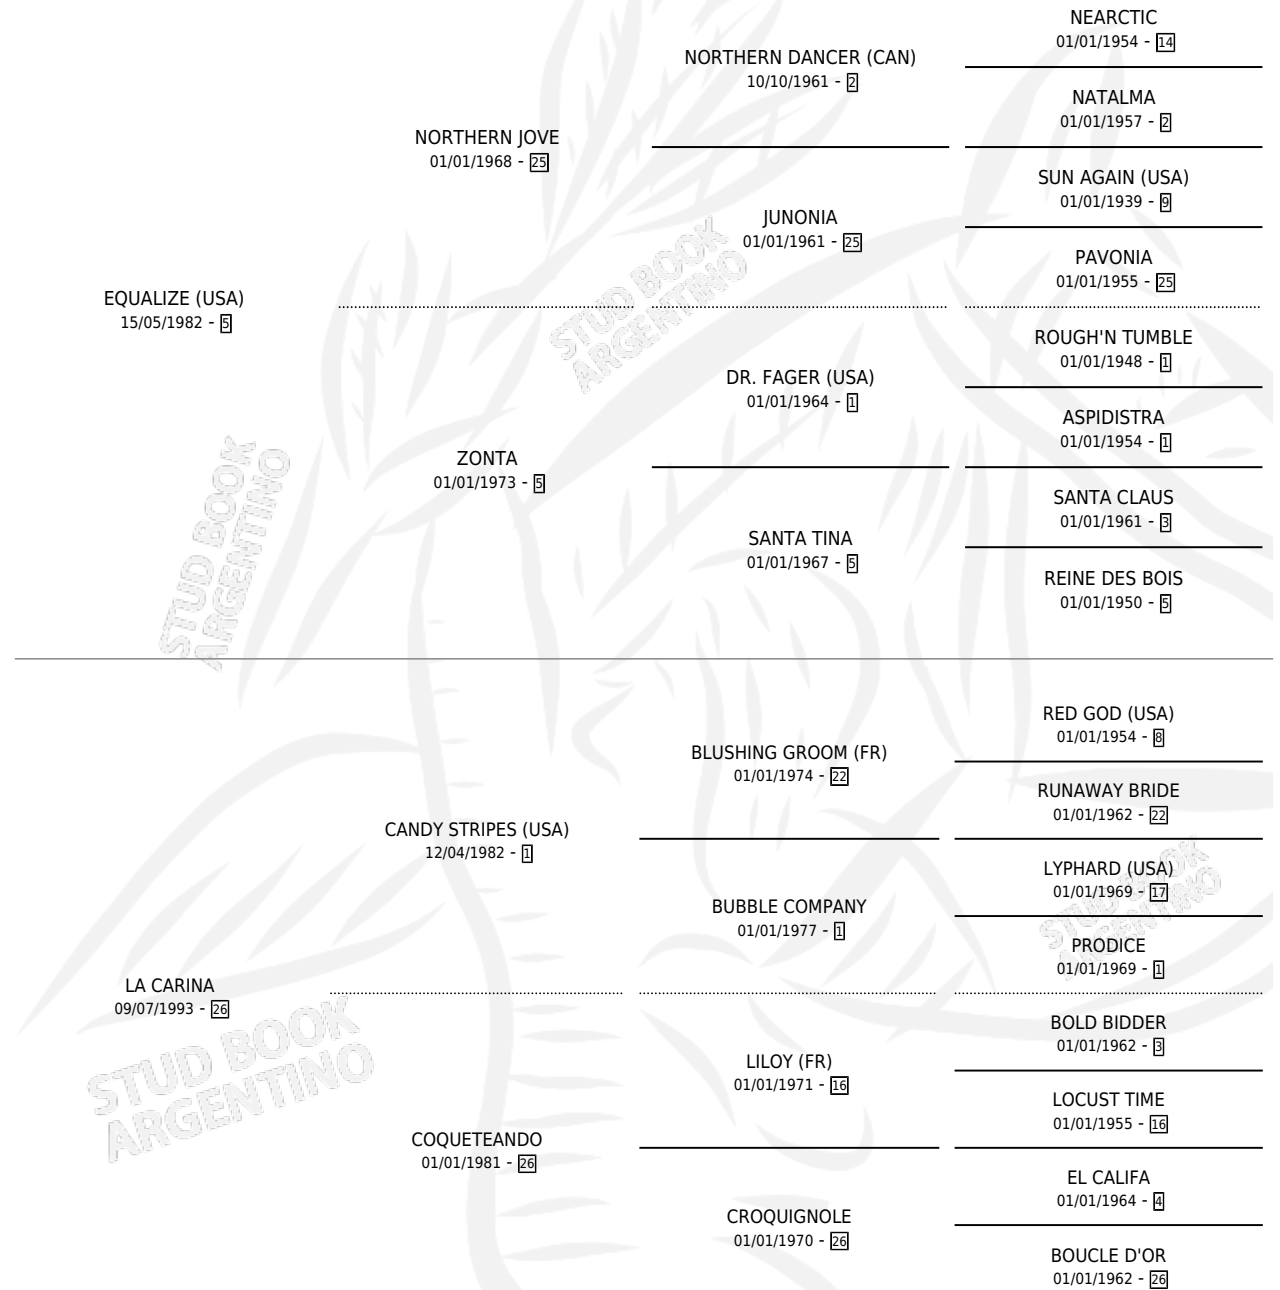 NEARCTIC
01/01/1954 - 14
NORTHERN DANCER (CAN)
10/10/1961 - 2
NATALMA
01/01/1957 - 2
NORTHERN JOVE
01/01/1968 - 25
SUN AGAIN (USA)
01/01/1939 - 9
JUNONIA
01/01/1961 - 25
PAVONIA
01/01/1955 - 25
EQUALIZE (USA)
15/05/1982 - 5
STUD BOOK
ARGENTINO
ROUGH'N TUMBLE
01/01/1948 - 1
DR. FAGER (USA)
01/01/1964 - 1
ASPIDISTRA
01/01/1954 - 1
ZONTA
01/01/1973 - 5
SANTA CLAUS
01/01/1961 - 3
SANTA TINA
01/01/1967 - 5
REINE DES BOIS
01/01/1950 - 5
STUD BOOK
ARGENTINO
RED GOD (USA)
01/01/1954 - 8
BLUSHING GROOM (FR)
01/01/1974 - 22
RUNAWAY BRIDE
01/01/1962 - 22
CANDY STRIPES (USA)
12/04/1982 - 1
LYPHARD (USA)
01/01/1969 - 17
BUBBLE COMPANY
01/01/1977 - 1
STUD BOOK
ARGENTINO
PRODICE
01/01/1969 - 1
LA CARINA
09/07/1993 - 26
BOLD BIDDER
01/01/1962 - 3
LILOY (FR)
01/01/1971 - 16
STUD BOOK
ARGENTINO
LOCUST TIME
01/01/1955 - 16
COQUETEANDO
01/01/1981 - 26
EL CALIFA
01/01/1964 - 4
CROQUIGNOLE
01/01/1970 - 26
BOUCLE D'OR
01/01/1962 - 26